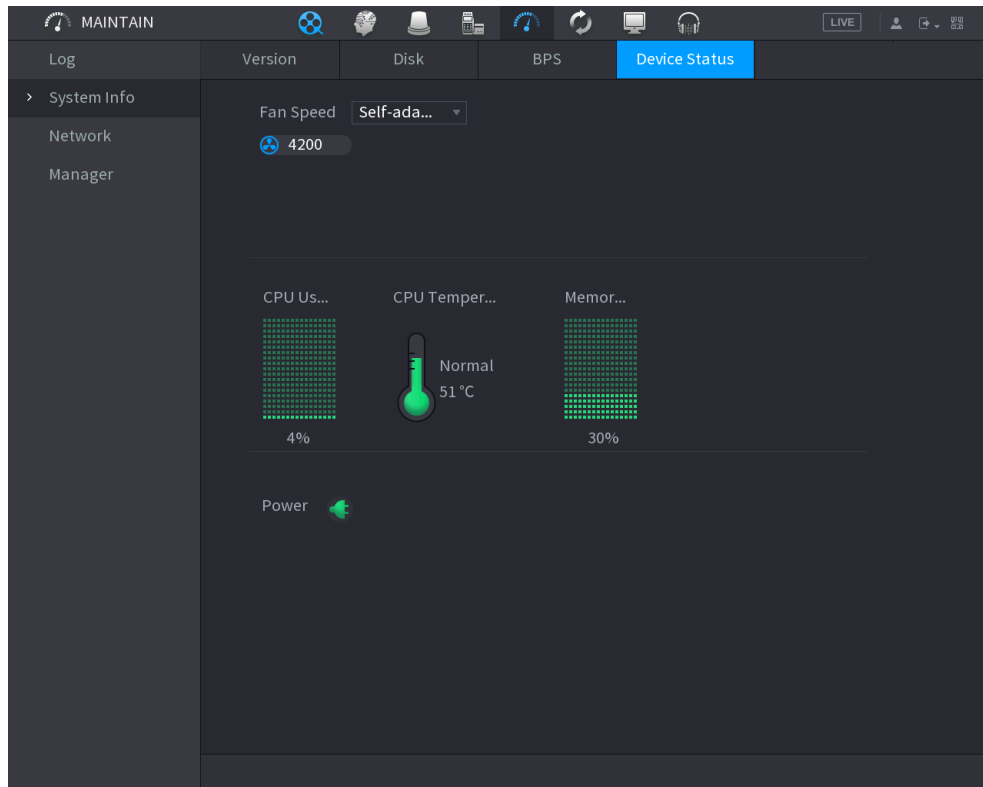 MAINTAIN
LIVE
Log
Version Disk BPS Device Status
System Info
Network
Manager
Fan Speed Self-ada...
4200
CPU Us... CPU Temper... Memor...
Normal
51°C
4% 30%
Power